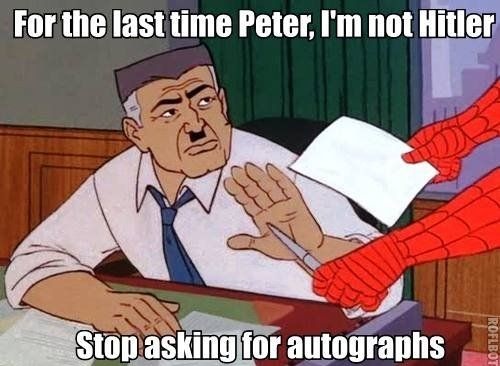 For the last time Peter, I'm not Hitler
Stop asking for autographs
ROFLBOT